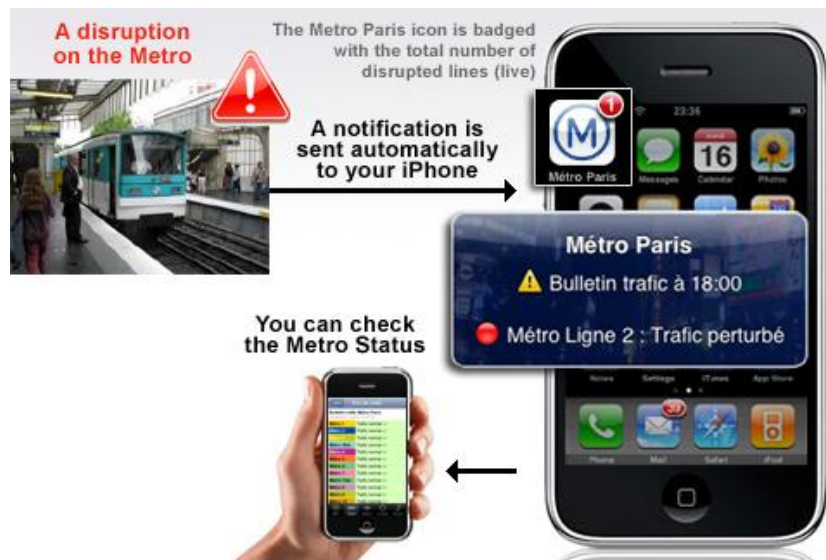 A disruption
on the Metro
The Metro Paris icon is badged
with the total number of
disrupted lines (live)
A notification is
sent automatically
to your iPhone
23:36
1
M
Métro Paris
Messages
mardi
16
Calendar
Photos
Métro Paris
Bulletin trafic à 18:00
Métro Ligne 2 : Trafic perturbé
Notes Settings iTunes App Store
30
Phone Mail Safari iPod
You can check
the Metro Status